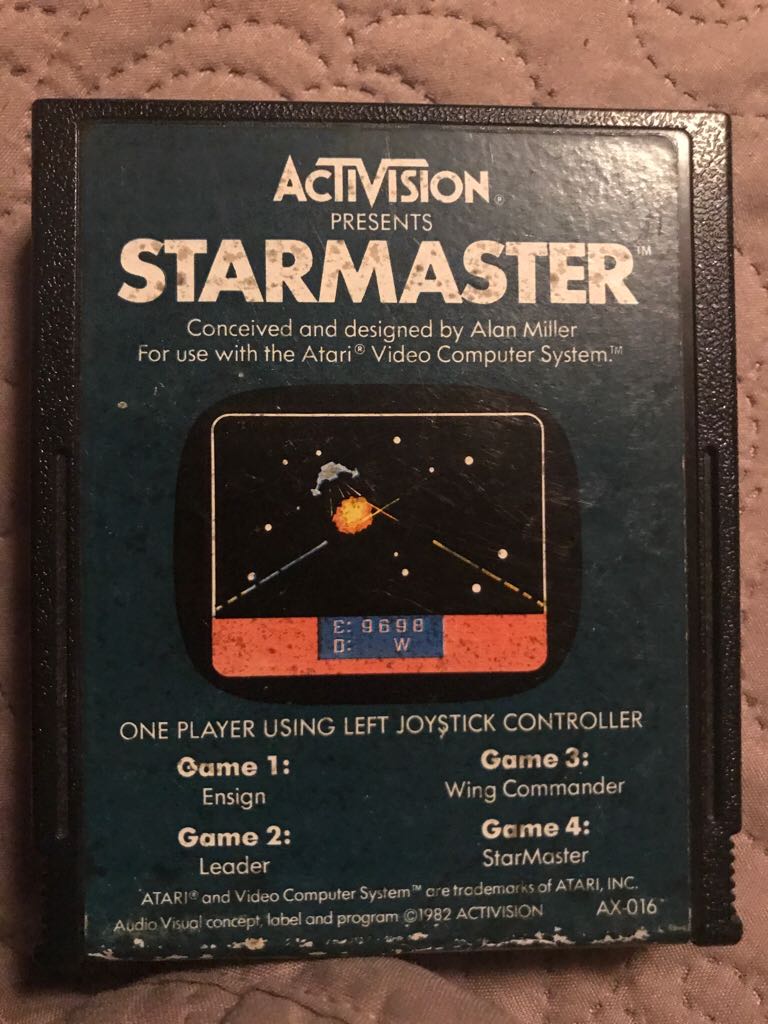 ACTIVISION®
PRESENTS
STARMASTER™
Conceived and designed by Alan Miller
For use with the Atari® Video Computer System.™
E: 9698
D: W
ONE PLAYER USING LEFT JOYSTICK CONTROLLER
Game 1:
Ensign
Game 2:
Leader
Game 3:
Wing Commander
Game 4:
StarMaster
ATARI® and Video Computer System™ are trademarks of ATARI, INC.
Audio Visual concept, label and program ©1982 ACTIVISION
AX-016